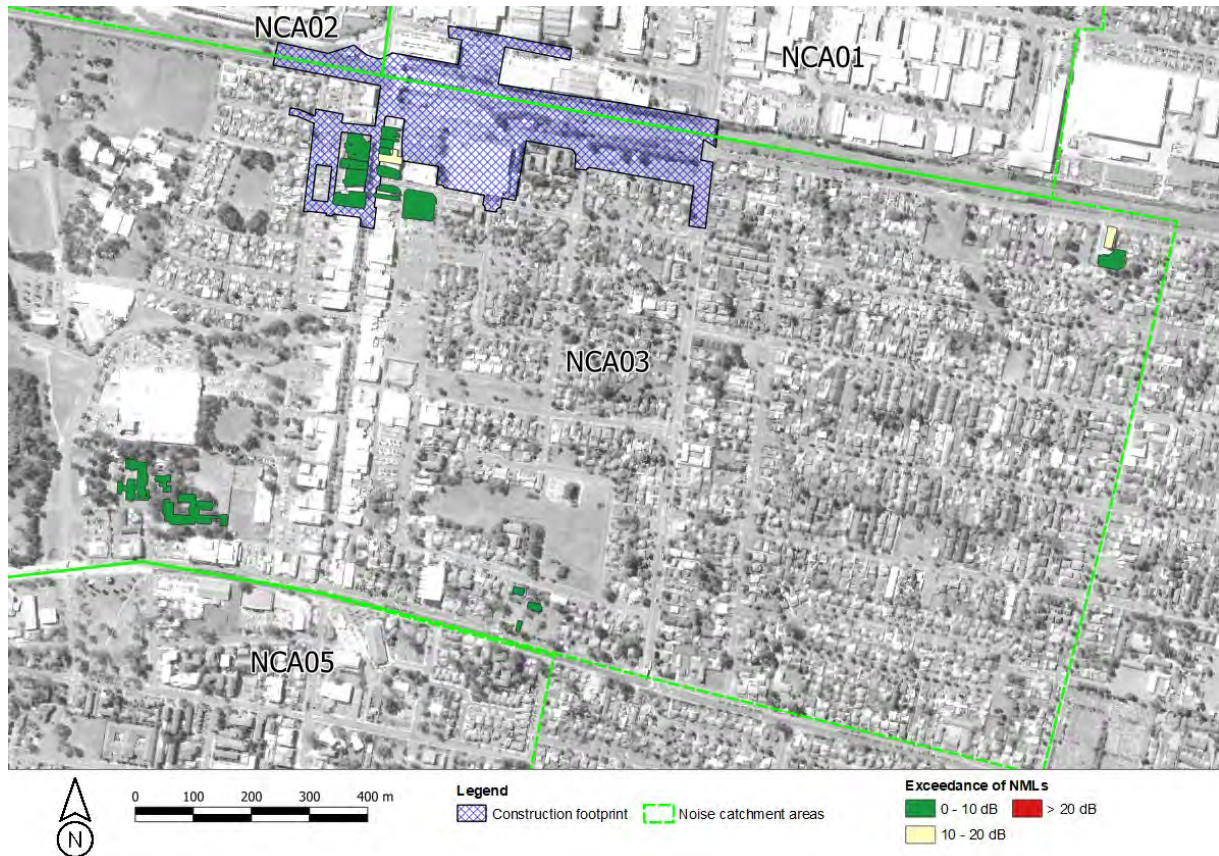 NCA02
NCA01
NCA03
NCA05
N
0 100 200 300 400 m
Legend
Construction footprint
Noise catchment areas
Exceedance of NMLs
0 - 10 dB
> 20 dB
10 - 20 dB